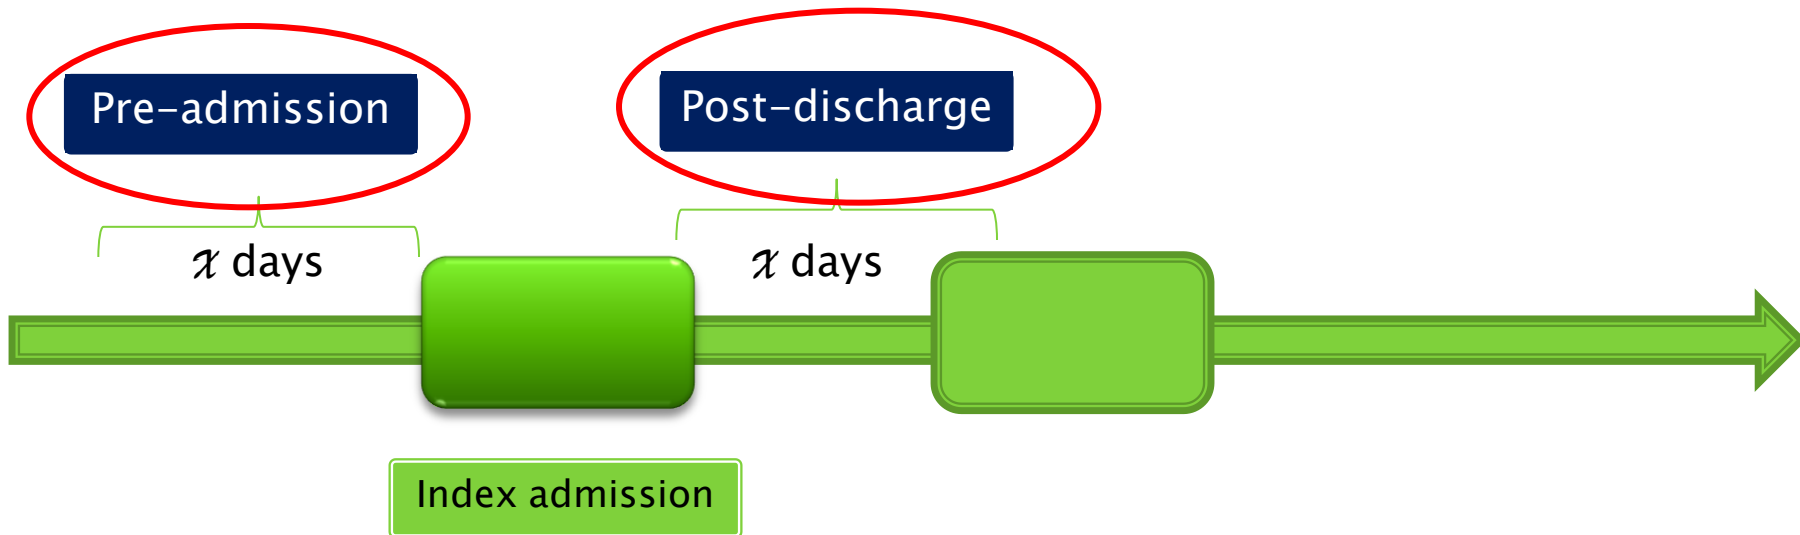 Pre-admission
Post-discharge
𝓍 days
𝓍 days
Index admission